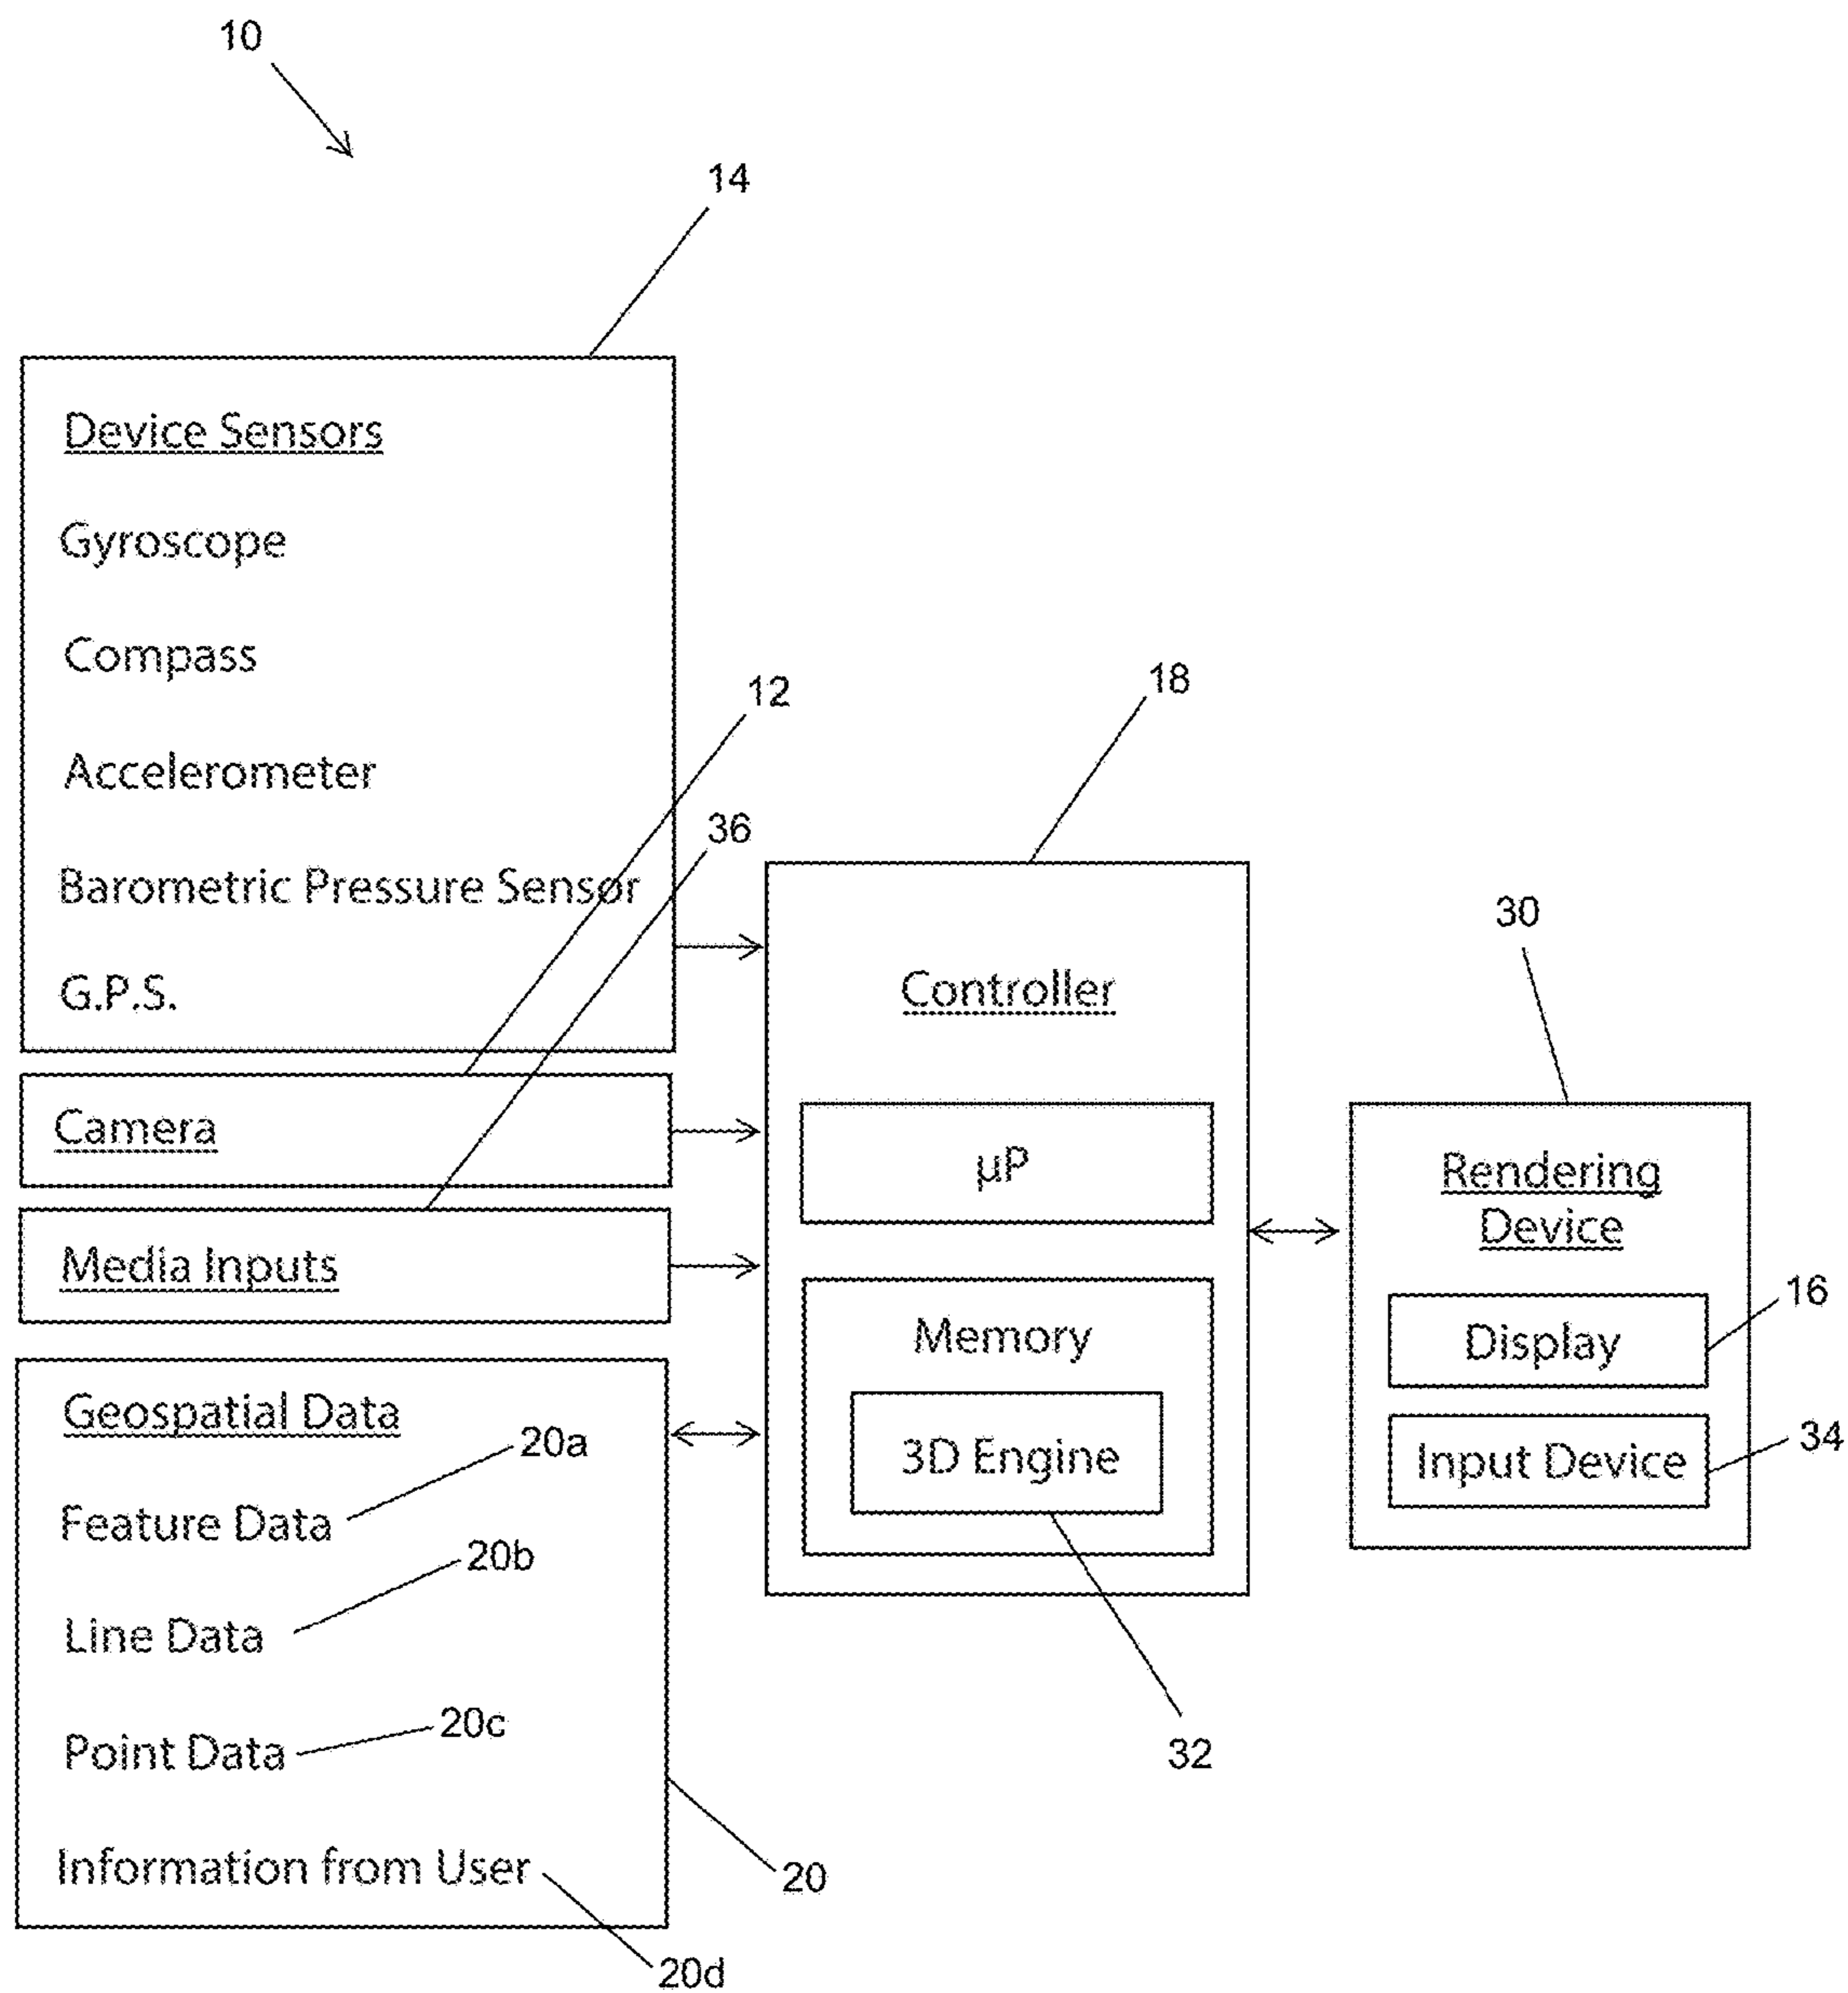 10
14
Device Sensors
Gyroscope
Compass
12
18
Accelerometer
36
Barometric Pressure Sensor
30
G.P.S.
Controller
Camera
µP
Rendering
Device
Media Inputs
16
Memory
Display
Geospatial Data
20a
3D Engine
34
Input Device
Feature Data
20b
Line Data
20c
Point Data
32
Information from User
20
20d